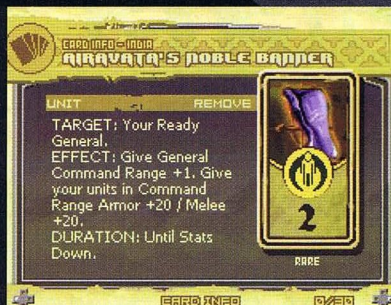 CARD INFO - INDIA
AIRAVATA'S NOBLE BANNER
UNIT REMOVE
TARGET: Your Ready
General.
EFFECT: Give General
Command Range +1. Give
your units in Command
Range Armor +20 / Melee
+20.
DURATION: Until Stats
Down.
2
RARE
CARD INFO